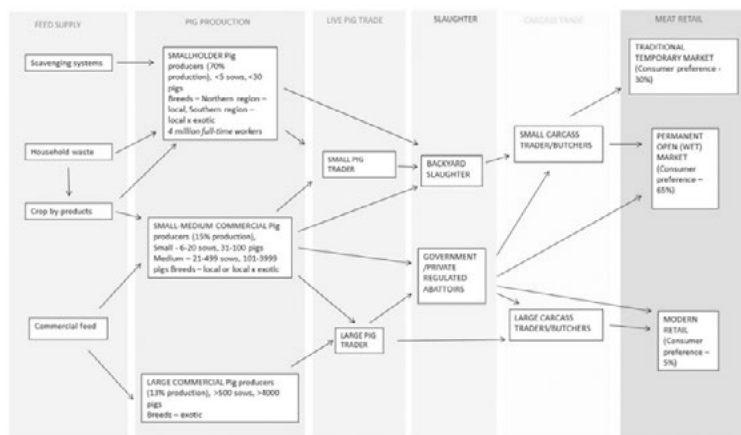 FEED SUPPLY
PIG PRODUCTION
LIVE PIG TRADE
SLAUGHTER
CARCASS TRADE
MEAT RETAIL
Scavenging systems
Household waste
Crop by products
Commercial feed
SMALLHOLDER Pig
producers (70%
production), <5 sows, <30
pigs
Breeds – Northern region –
local, Southern region –
local x exotic
4 million full-time workers
SMALL-MEDIUM COMMERCIAL Pig
producers (15% production),
Small - 6-20 sows, 31-100 pigs
Medium – 21-499 sows, 101-3999
pigs Breeds – local or local x exotic
LARGE COMMERCIAL Pig producers
(13% production), >500 sows, >4000
pigs
Breeds – exotic
SMALL PIG
TRADER
LARGE PIG
TRADER
BACKYARD
SLAUGHTER
GOVERNMENT
/PRIVATE
REGULATED
ABATTOIRS
SMALL CARCASS
TRADER/BUTCHERS
LARGE CARCASS
TRADERS/BUTCHERS
TRADITIONAL
TEMPORARY MARKET
(Consumer preference -
30%)
PERMANENT
OPEN (WET)
MARKET
(Consumer
preference –
65%)
MODERN
RETAIL
(Consumer
preference –
5%)